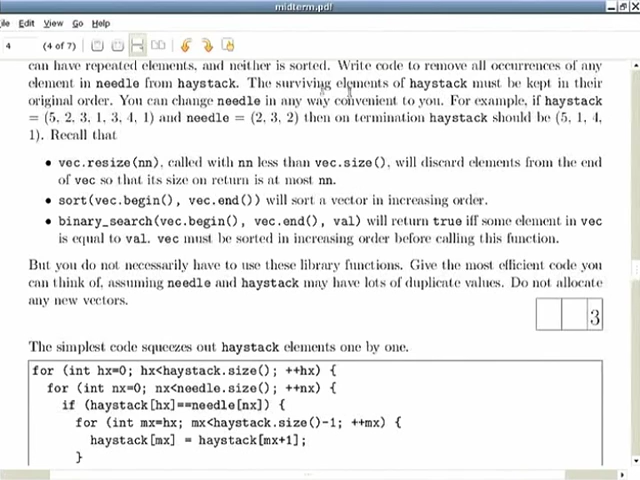 midterm.pdf
ile Edit View Go Help
4 (4 of 7)
can have repeated elements, and neither is sorted. Write code to remove all occurrences of any
element in needle from haystack. The surviving elements of haystack must be kept in their
original order. You can change needle in any way convenient to you. For example, if haystack
= (5, 2, 3, 1, 3, 4, 1) and needle = (2, 3, 2) then on termination haystack should be (5, 1, 4,
1). Recall that
• vec.resize(nn), called with nn less than vec.size(), will discard elements from the end
of vec so that its size on return is at most nn.
• sort(vec.begin(), vec.end()) will sort a vector in increasing order.
• binary_search(vec.begin(), vec.end(), val) will return true iff some element in vec
is equal to val. vec must be sorted in increasing order before calling this function.
But you do not necessarily have to use these library functions. Give the most efficient code you
can think of, assuming needle and haystack may have lots of duplicate values. Do not allocate
any new vectors.
3
The simplest code squeezes out haystack elements one by one.
for (int hx=0; hx<haystack.size(); ++hx) {
for (int nx=0; nx<needle.size(); ++nx) {
if (haystack[hx]==needle[nx]) {
for (int mx=hx; mx<haystack.size()-1; ++mx) {
haystack[mx] = haystack[mx+1];
}